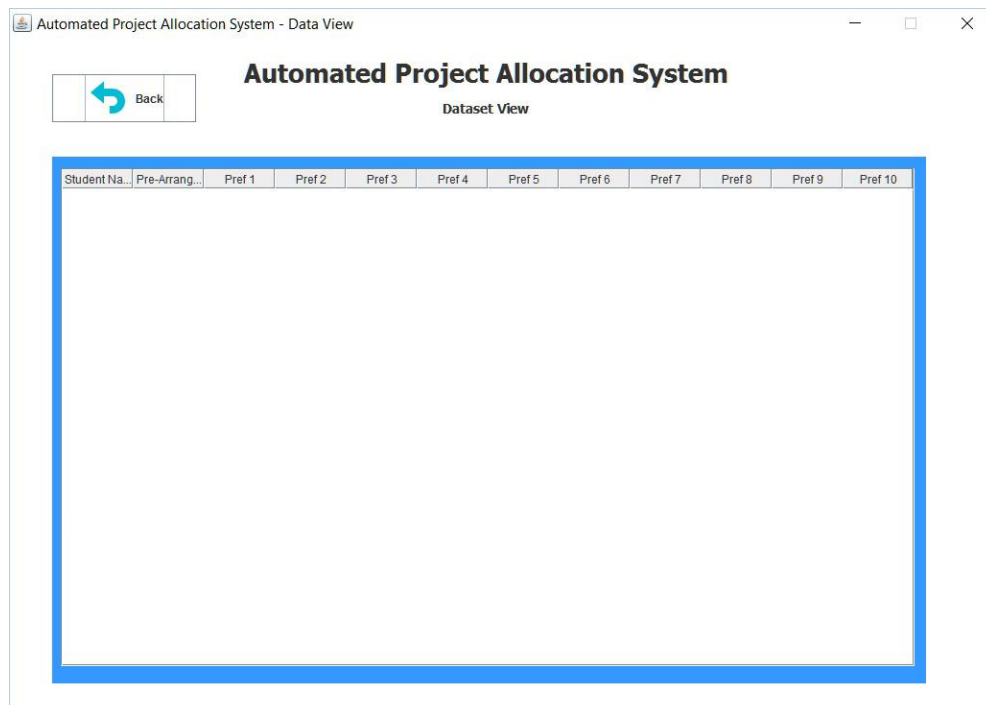 Automated Project Allocation System - Data View
Automated Project Allocation System
Back
Dataset View
Student Na... Pre-Arrang... Pref 1 Pref 2 Pref 3 Pref 4 Pref 5 Pref 6 Pref 7 Pref 8 Pref 9 Pref 10